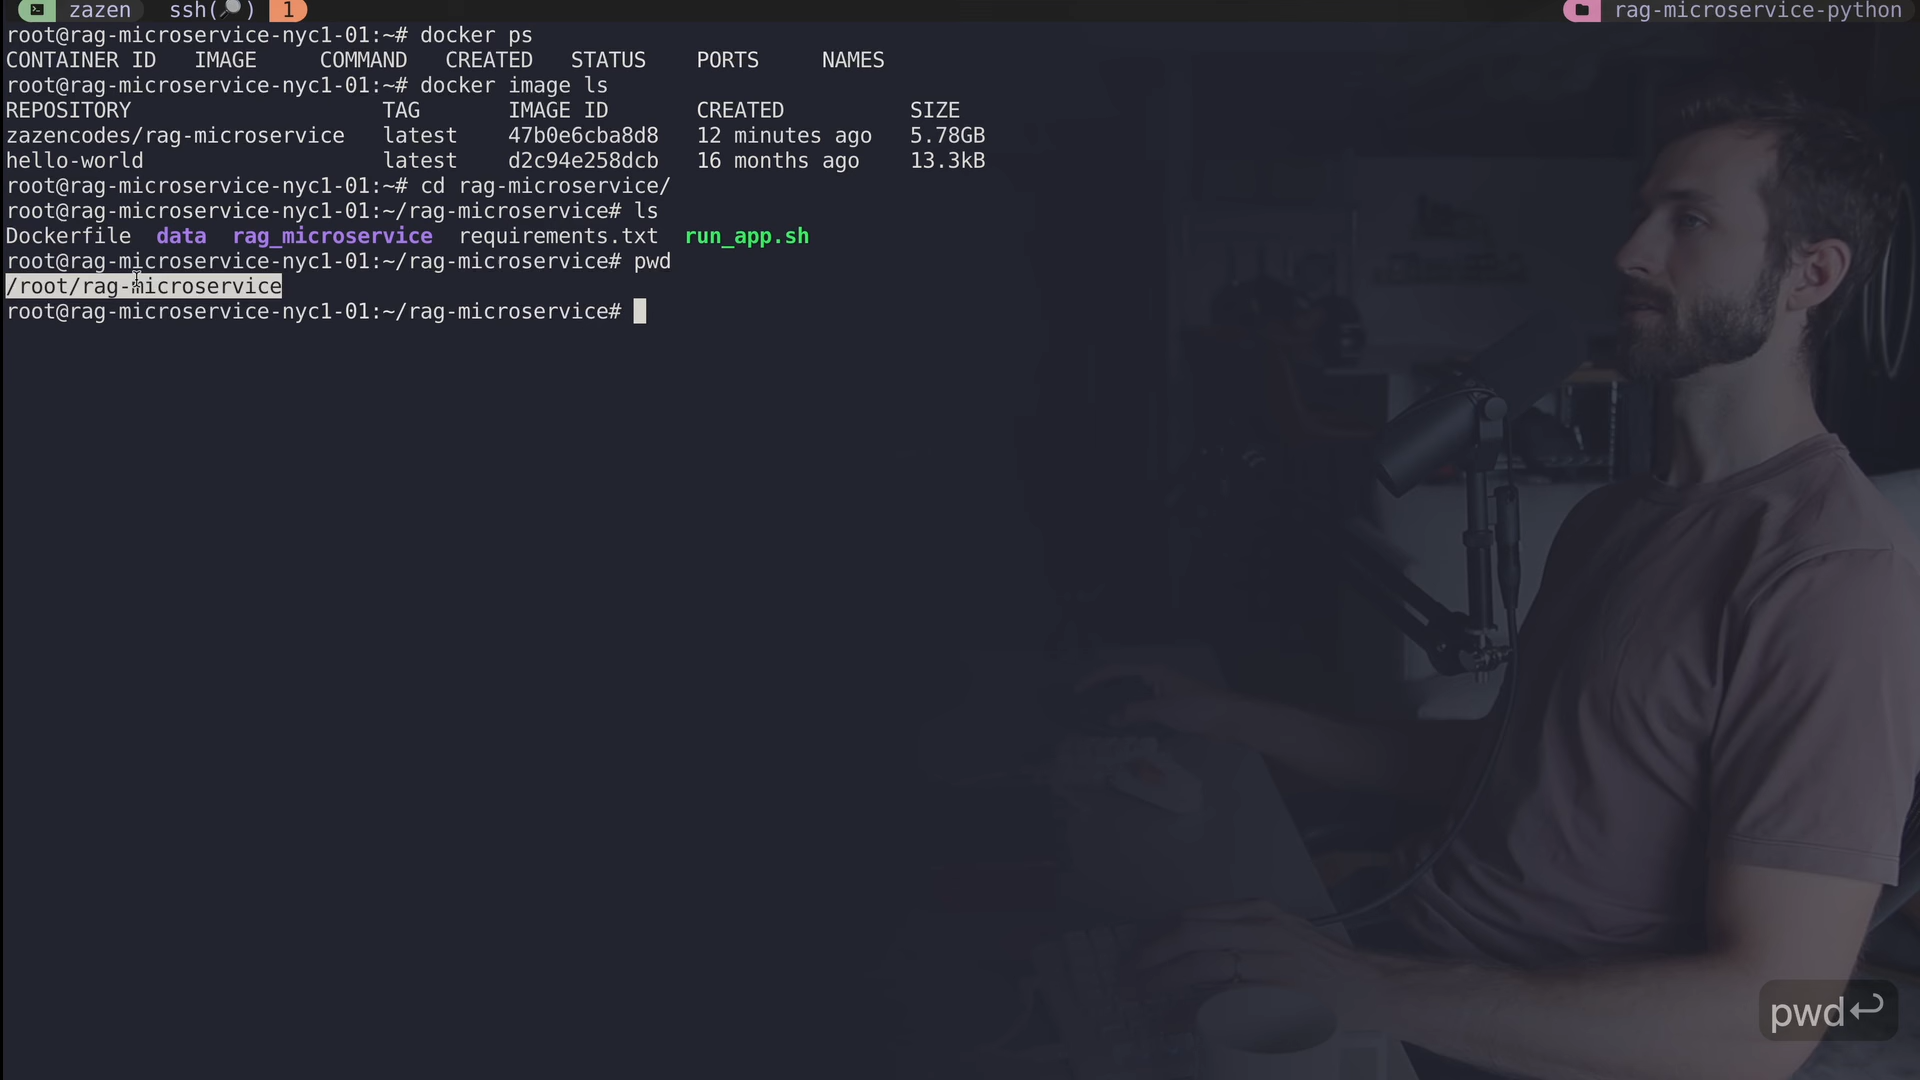 zazen ssh( ) 1 rag-microservice-python
root@rag-microservice-nyc1-01:~# docker ps
CONTAINER ID IMAGE COMMAND CREATED STATUS PORTS NAMES
root@rag-microservice-nyc1-01:~# docker image ls
REPOSITORY TAG IMAGE ID CREATED SIZE
zazencodes/rag-microservice latest 47b0e6cba8d8 12 minutes ago 5.78GB
hello-world latest d2c94e258dcb 16 months ago 13.3kB
root@rag-microservice-nyc1-01:~# cd rag-microservice/
root@rag-microservice-nyc1-01:~/rag-microservice# ls
Dockerfile data rag_microservice requirements.txt run_app.sh
root@rag-microservice-nyc1-01:~/rag-microservice# pwd
/root/rag-microservice
root@rag-microservice-nyc1-01:~/rag-microservice#
pwd↵